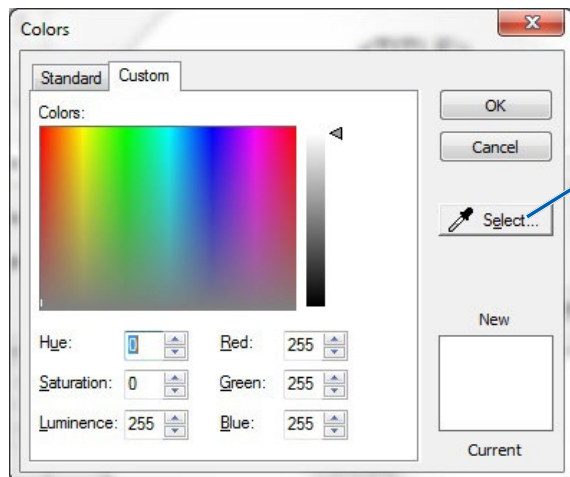 Colors
x
Standard Custom
Colors:
OK
Cancel
Select...
Hue: 0 Red: 255
Saturation: 0 Green: 255
Luminence: 255 Blue: 255
New
Current